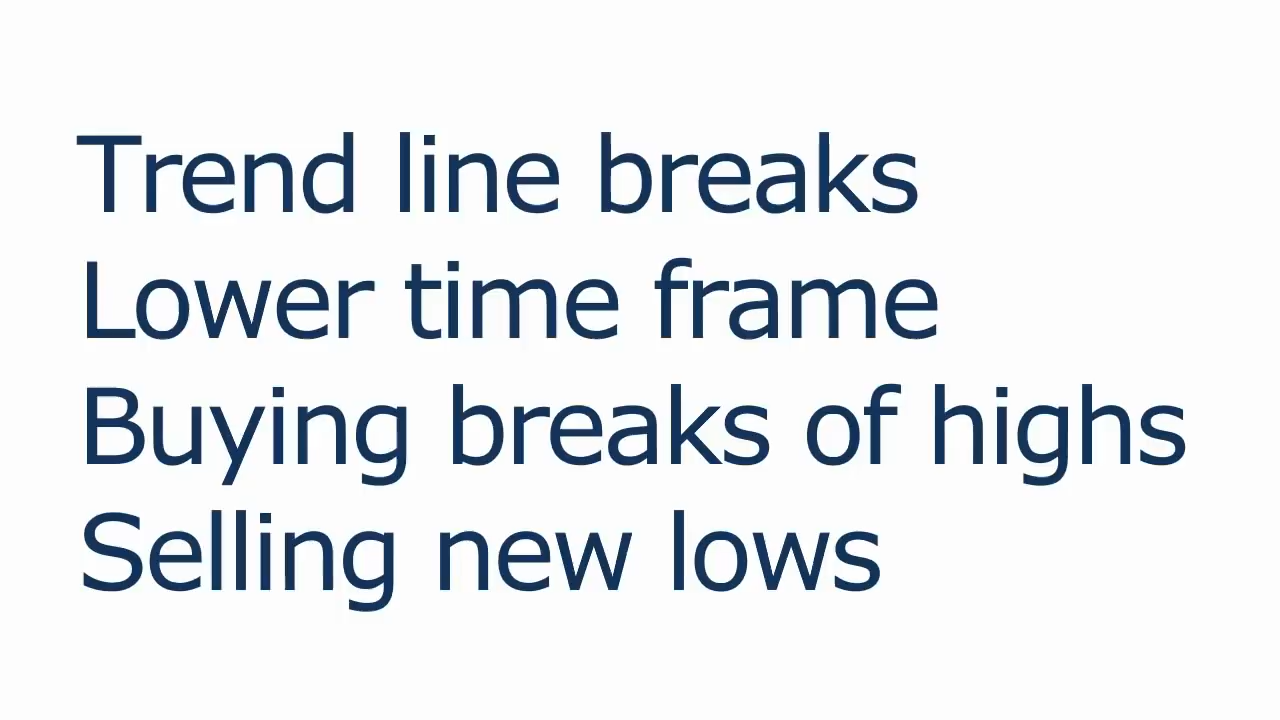 Trend line breaks
Lower time frame
Buying breaks of highs
Selling new lows